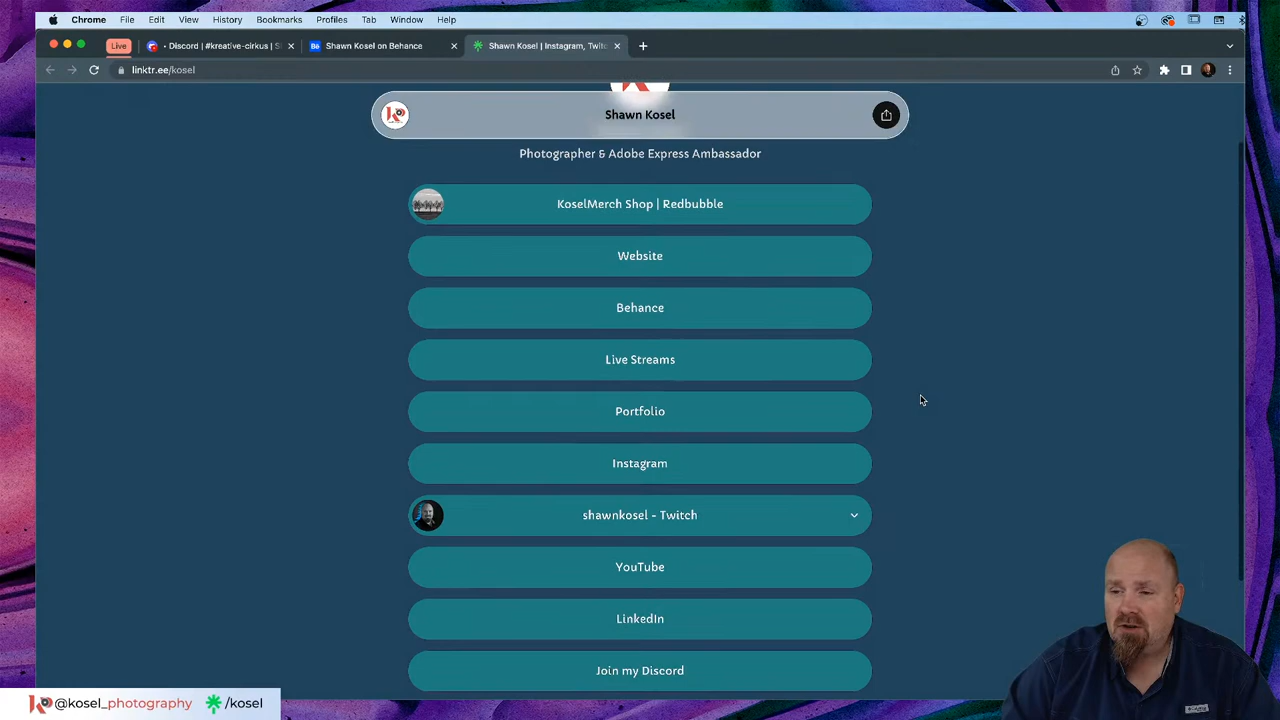 Chrome File Edit View History Bookmarks Profiles Tab Window Help
Live • Discord | #kreative-cirkus | S Shawn Kosel on Behance Shawn Kosel | Instagram, Twitc
linktr.ee/kosel
Shawn Kosel
Photographer & Adobe Express Ambassador
KoselMerch Shop | Redbubble
Website
Behance
Live Streams
Portfolio
Instagram
shawnkosel - Twitch
YouTube
LinkedIn
Join my Discord
@kosel_photography /kosel